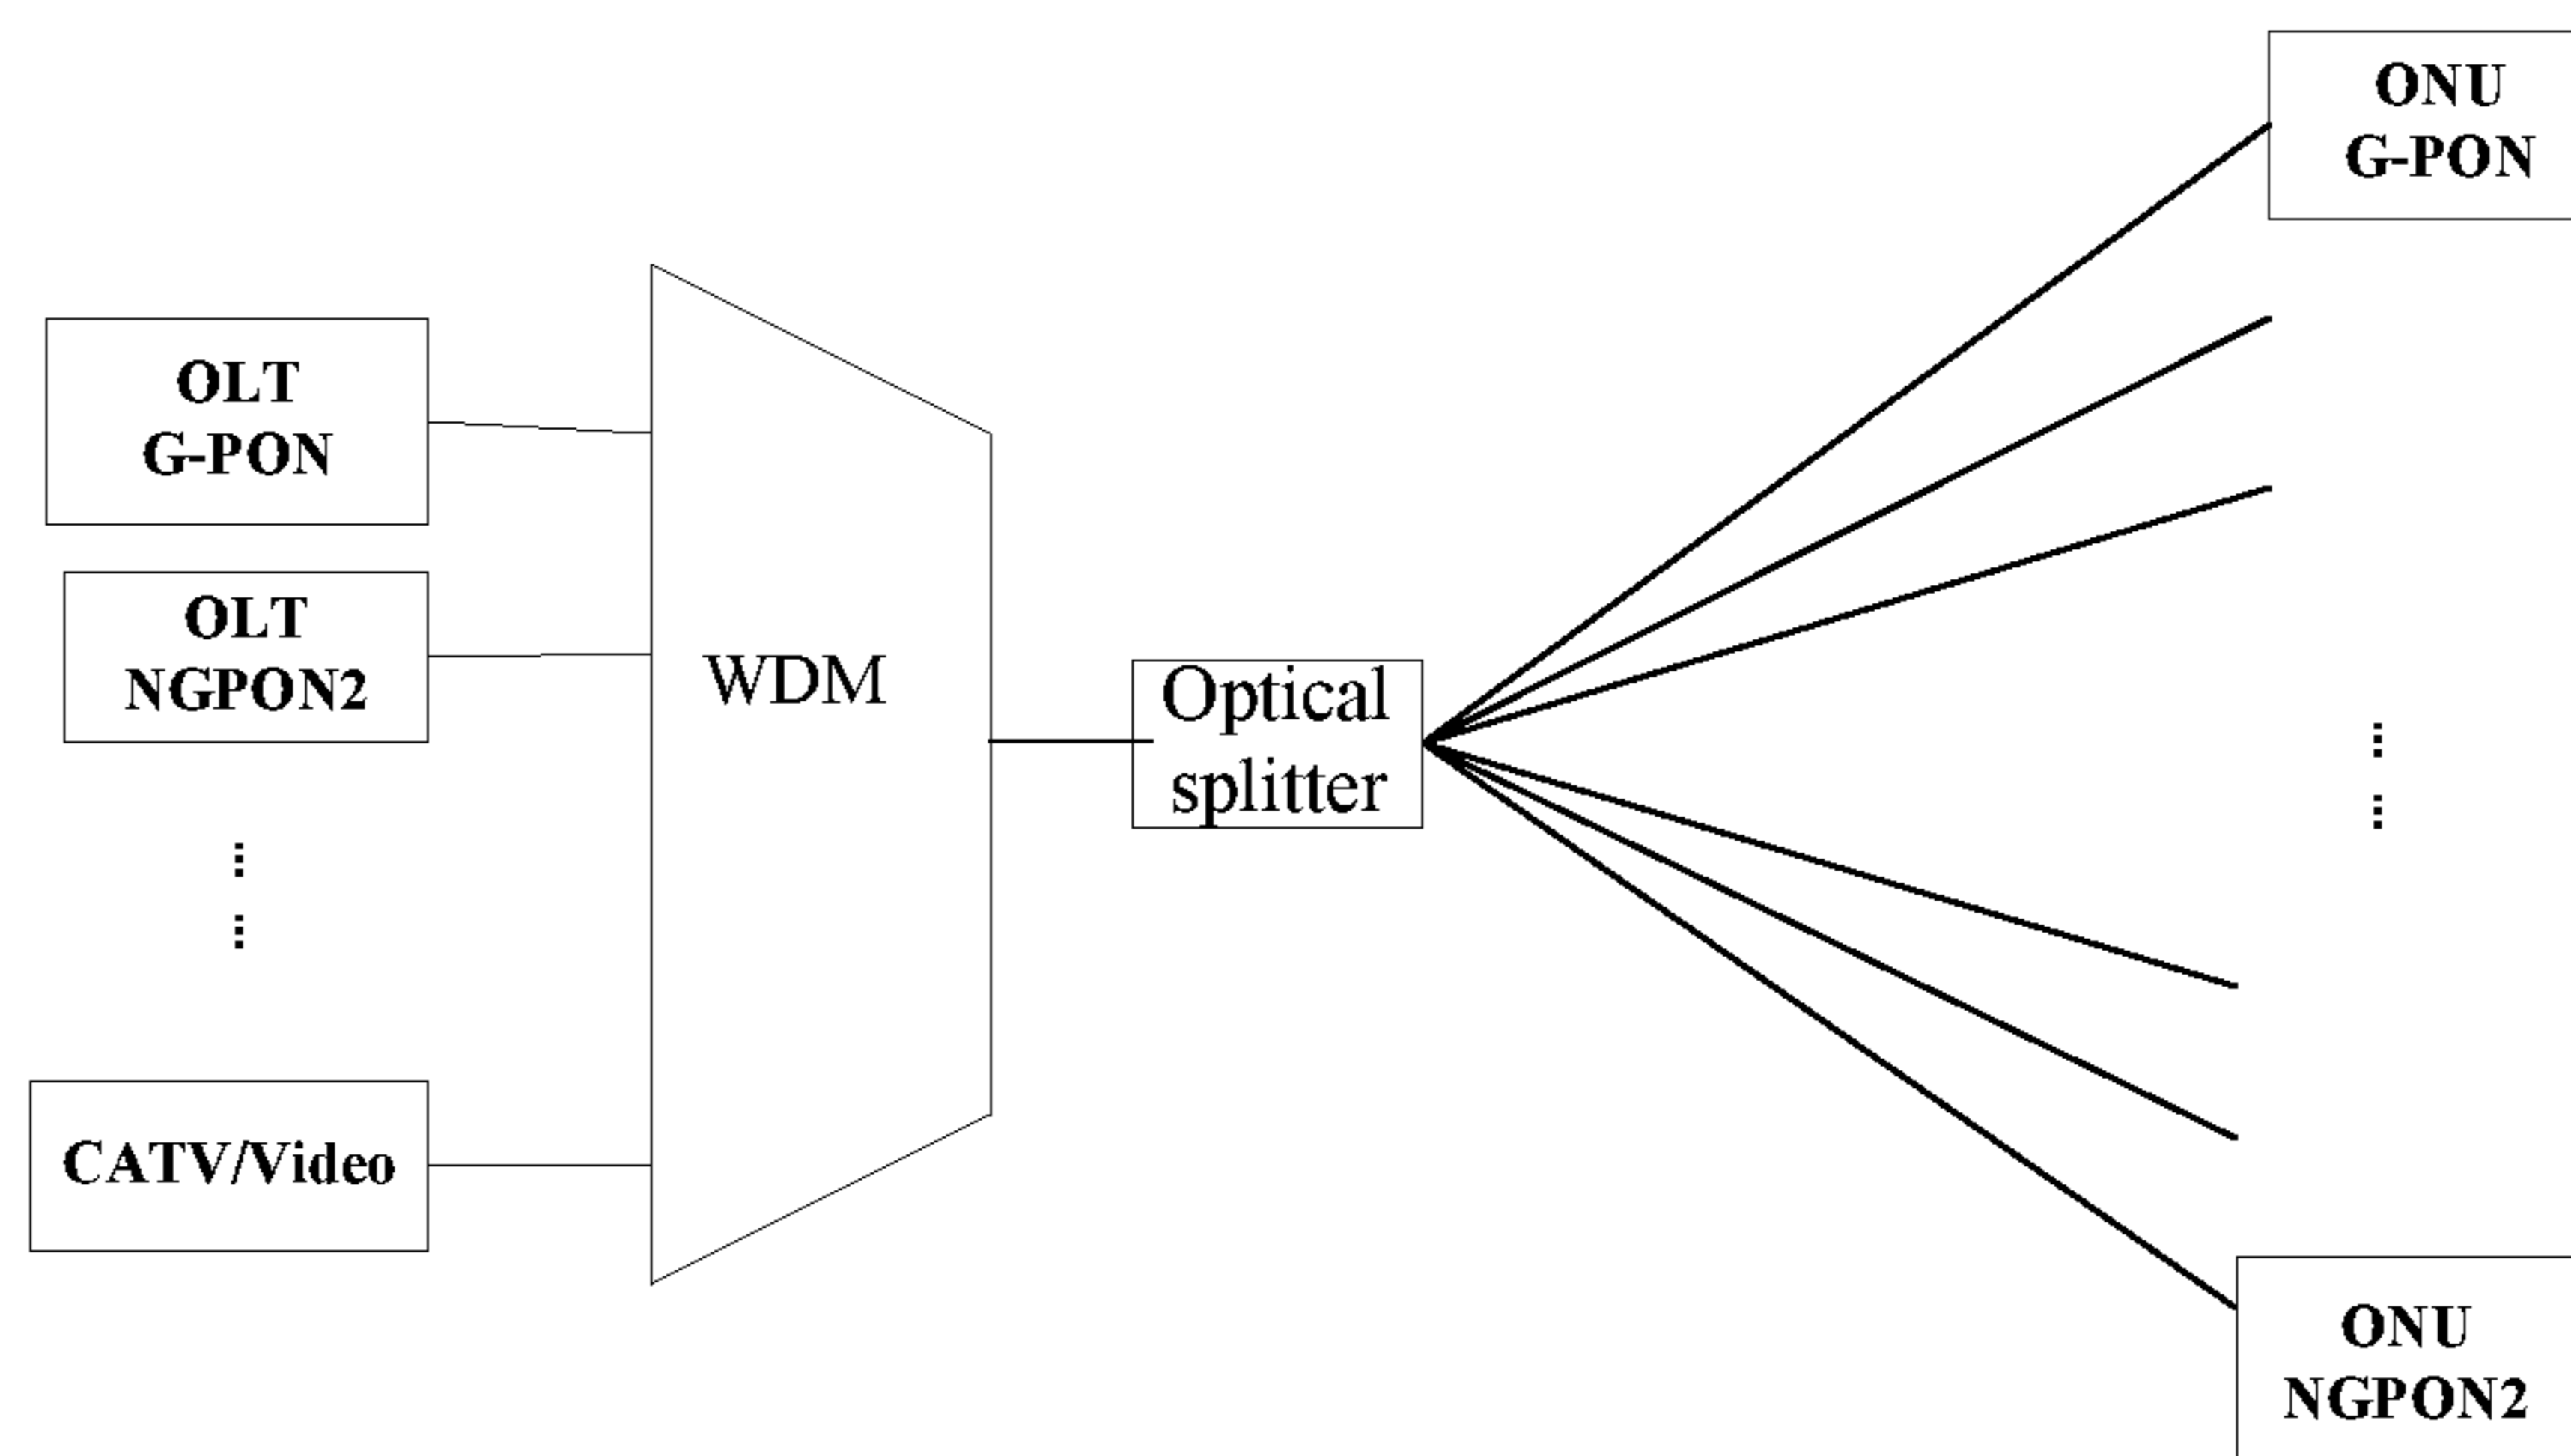 ONU
G-PON
OLT
G-PON
OLT
NGPON2
WDM
Optical
splitter
CATV/Video
ONU
NGPON2